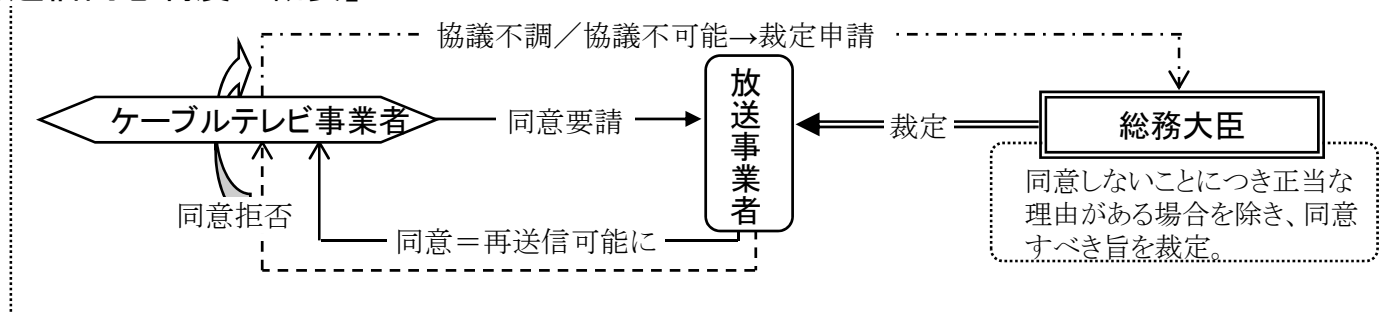 協議不調／協議不可能→裁定申請
放送事業者
ケーブルテレビ事業者
同意要請
裁定
総務大臣
同意しないことにつき正当な
理由がある場合を除き、同意
すべき旨を裁定。
同意拒否
同意＝再送信可能に